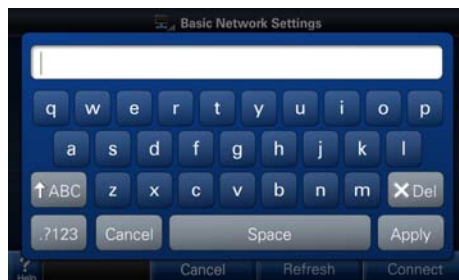 Basic Network Settings
q w e r t y u i o p
a s d f g h j k l
ABC z x c v b n m Del
.?123 Cancel Space Apply
Help Cancel Refresh Connect